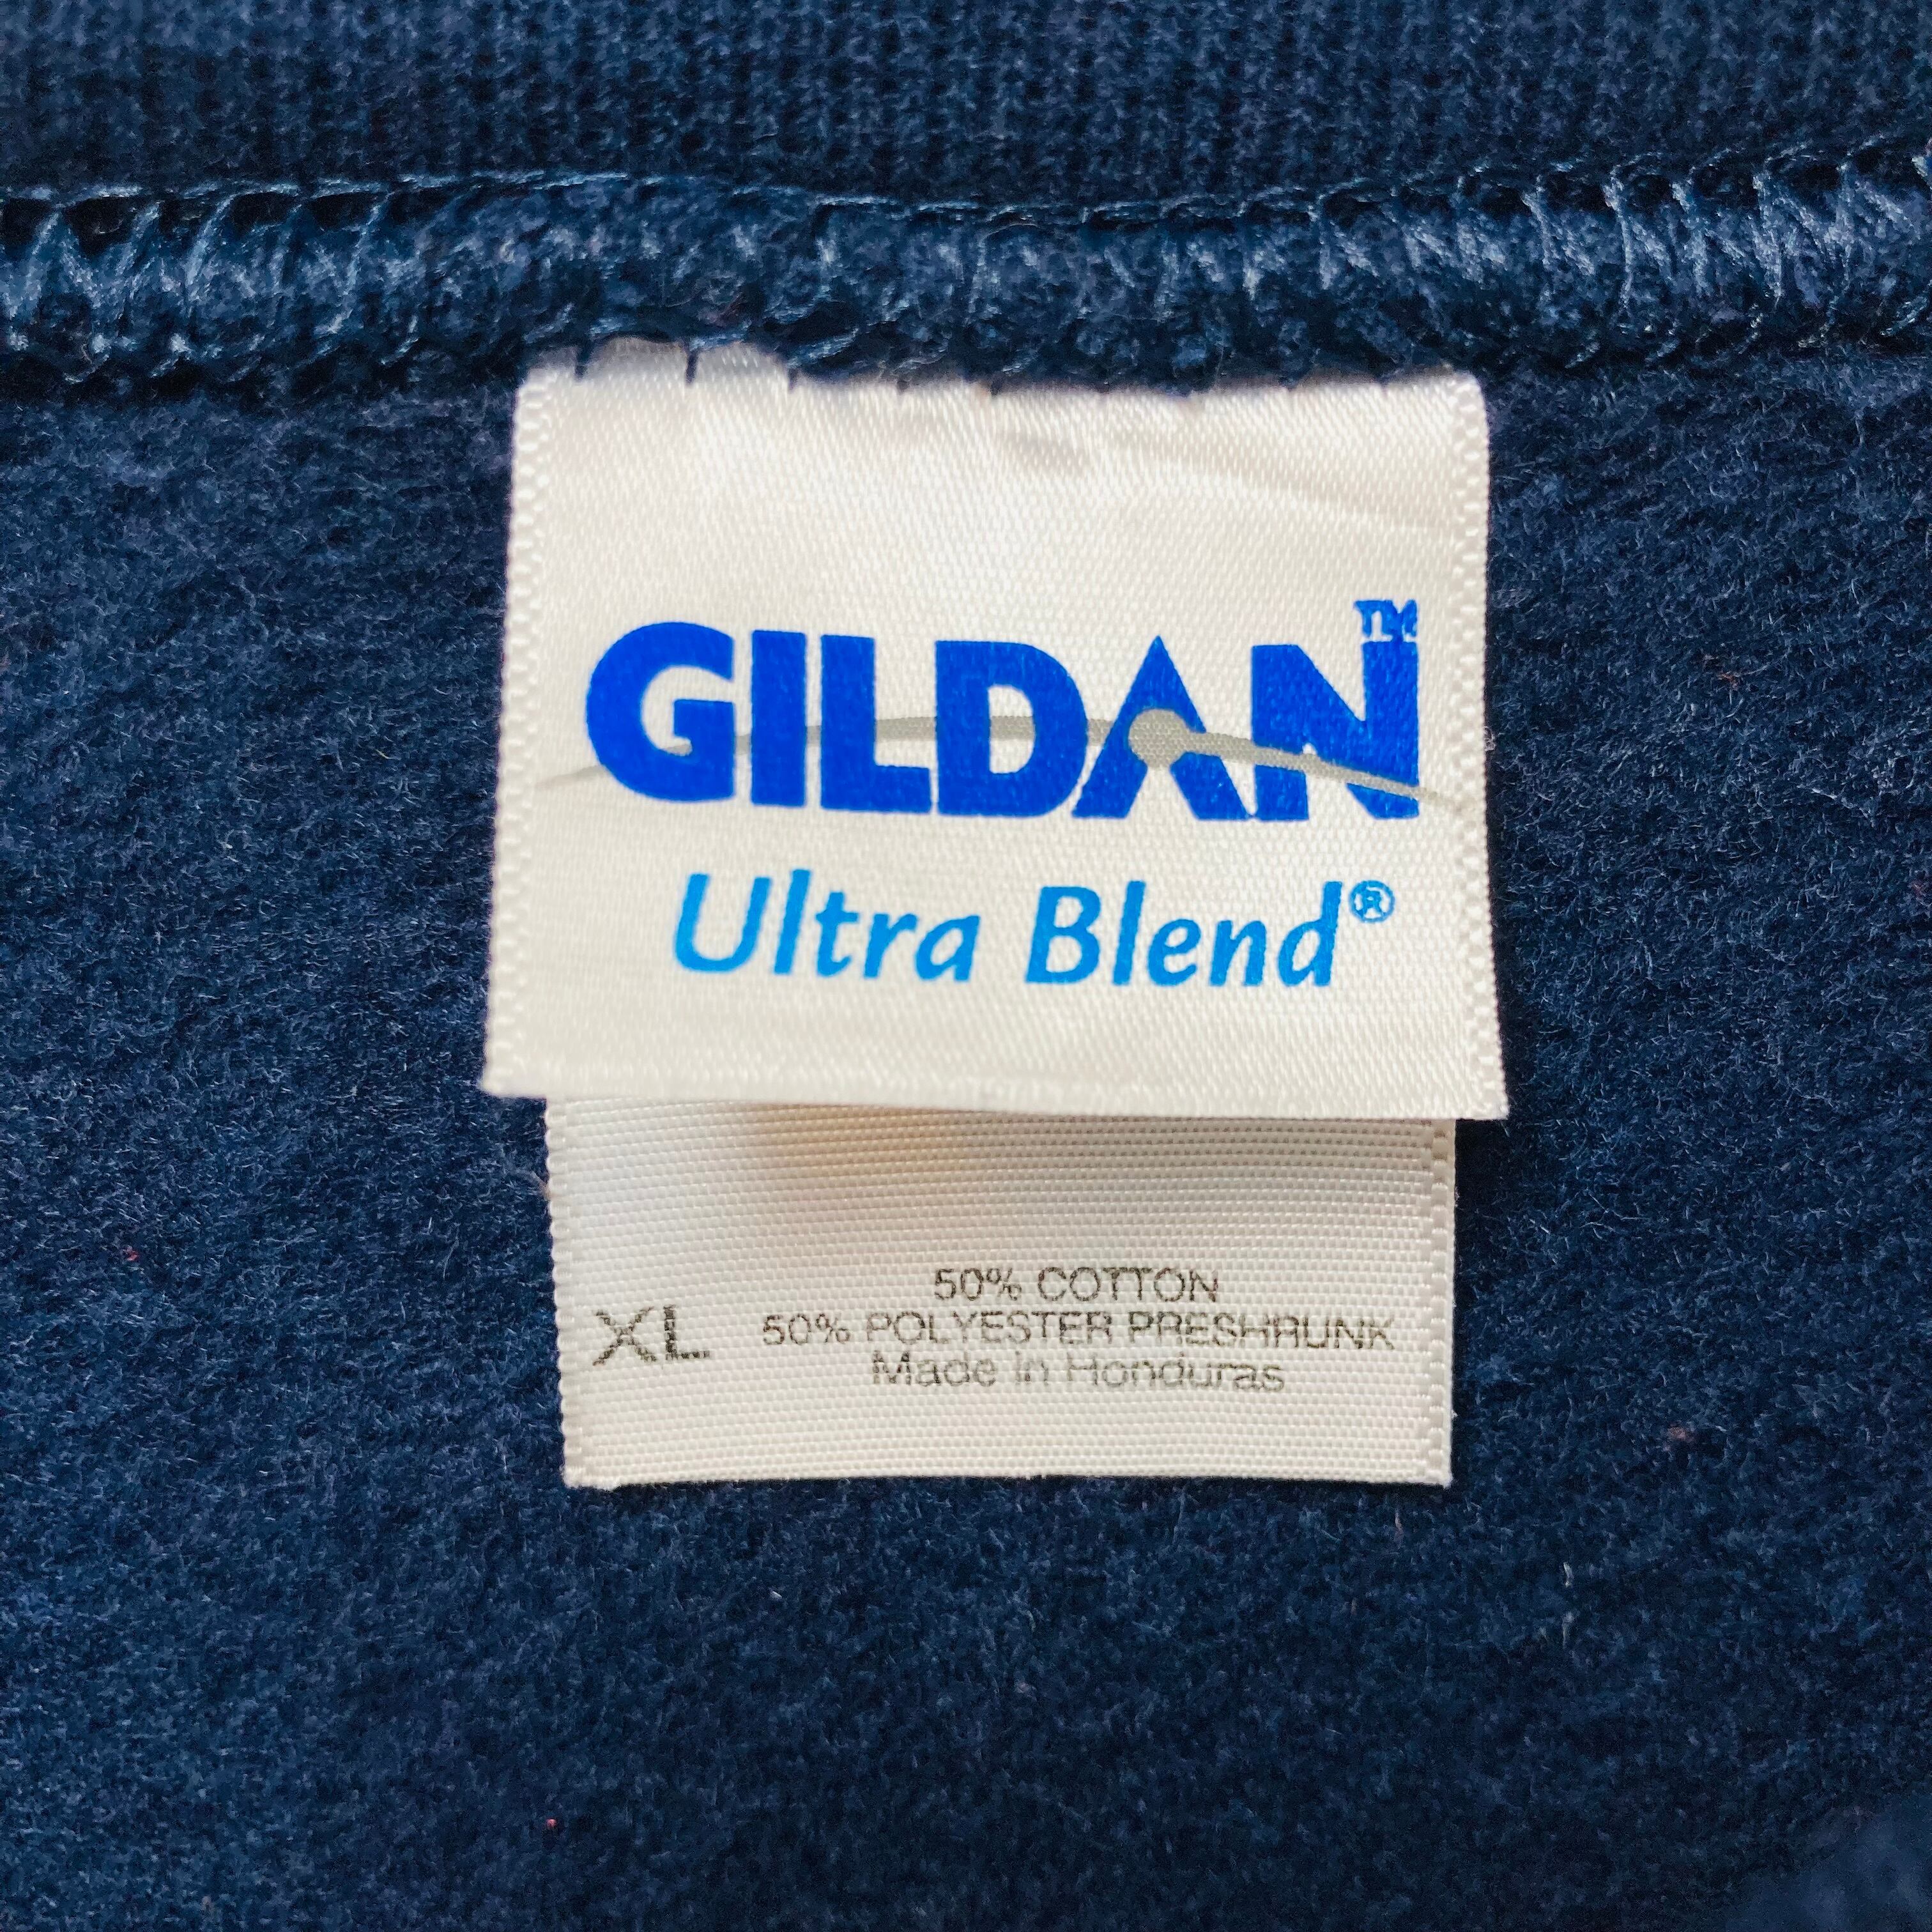 GILDAN™
Ultra Blend®
50% COTTON
XL 50% POLYESTER PRESHRUNK
Made in Honduras